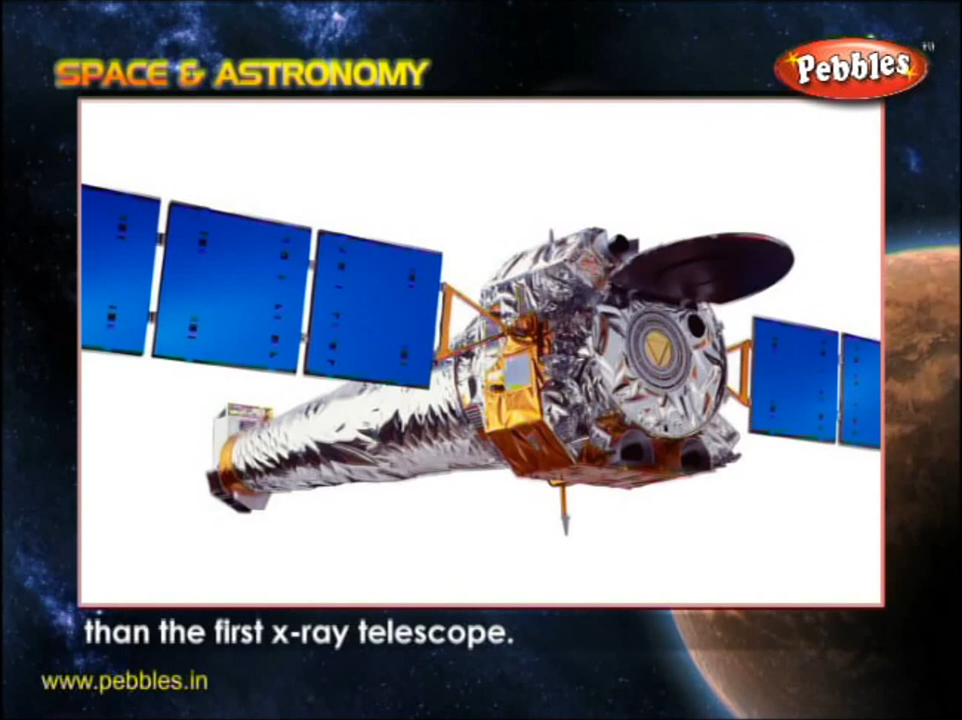 SPACE & ASTRONOMY
Pebbles
than the first x-ray telescope.
www.pebbles.in